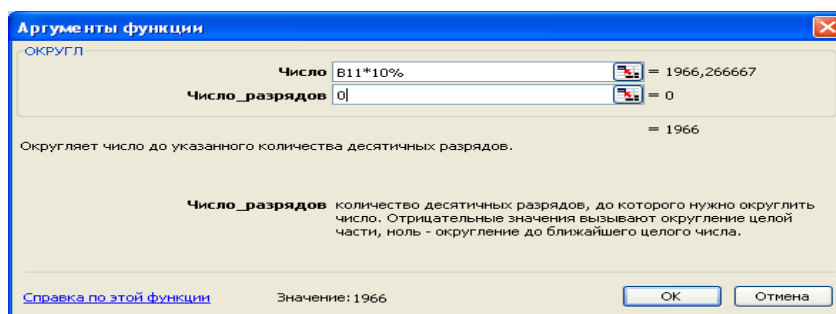 Аргументы функции
ОКРУГЛ
Число B11*10% = 1966,266667
Число_разрядов 0 = 0
= 1966
Округляет число до указанного количества десятичных разрядов.
Число_разрядов количество десятичных разрядов, до которого нужно округлить
число. Отрицательные значения вызывают округление целой
части, ноль - округление до ближайшего целого числа.
Справка по этой функции Значение:1966 ОК Отмена